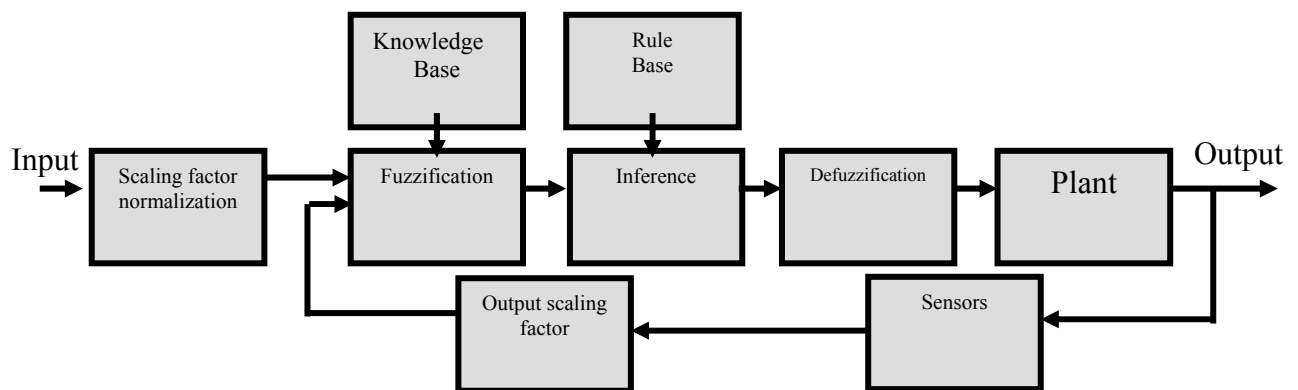 Knowledge
Base
Rule
Base
Input
Scaling factor
normalization
Fuzzification
Inference
Defuzzification
Plant
Output
Output scaling
factor
Sensors